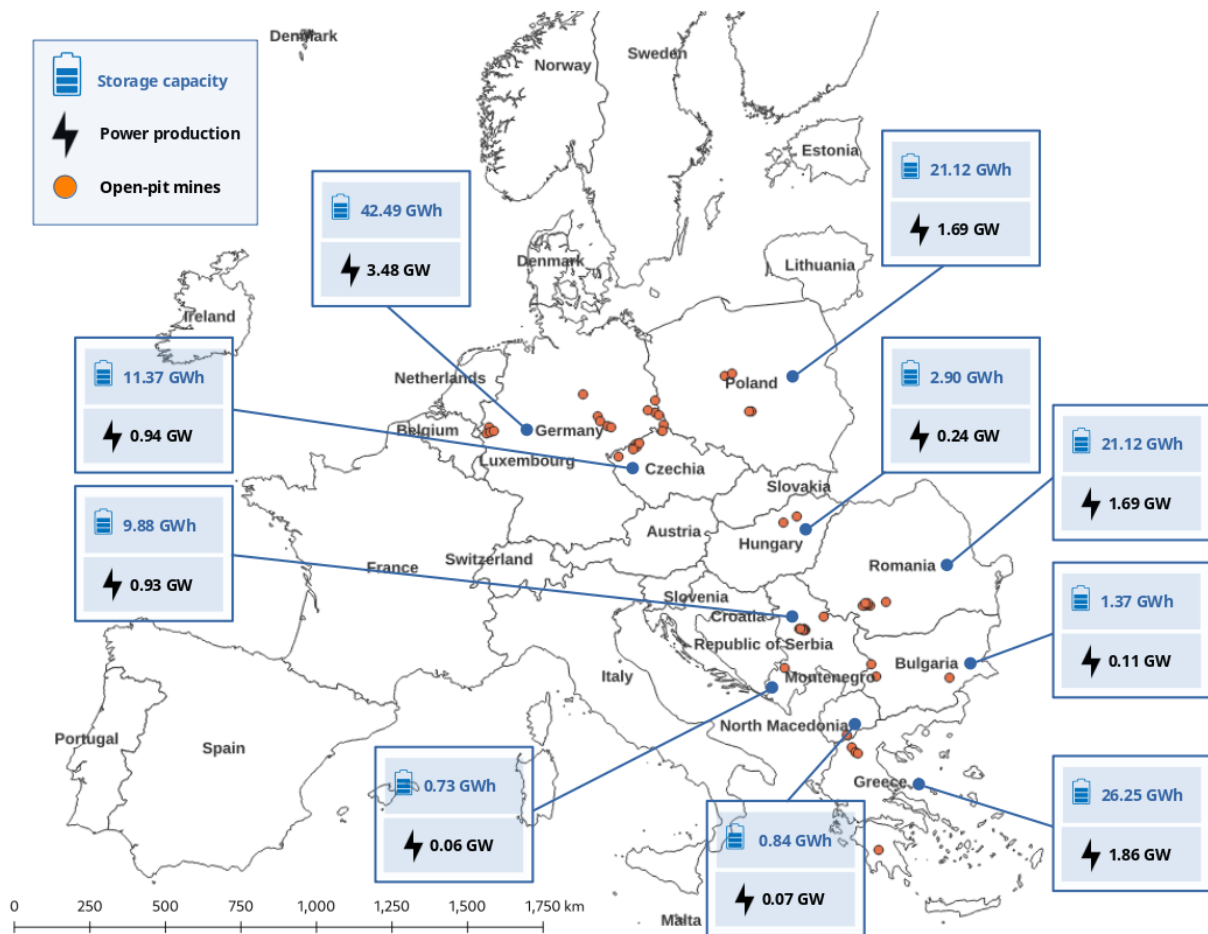 Denmark
Sweden
Norway
Storage capacity
Power production
Open-pit mines
Estonia
21.12 GWh
1.69 GW
42.49 GWh
3.48 GW
Denmark
Lithuania
Ireland
11.37 GWh
0.94 GW
Netherlands
Poland
2.90 GWh
0.24 GW
Belgium
Germany
Luxembourg
Czechia
21.12 GWh
1.69 GW
Slovakia
9.88 GWh
0.93 GW
Austria
Hungary
Switzerland
France
Romania
Slovenia
Croatia
Republic of Serbia
1.37 GWh
0.11 GW
Italy
Montenegro
Bulgaria
North Macedonia
Portugal
Spain
Greece
0.73 GWh
0.06 GW
0.84 GWh
0.07 GW
26.25 GWh
1.86 GW
0 250 500 750 1,000 1,250 1,500 1,750 km
Malta